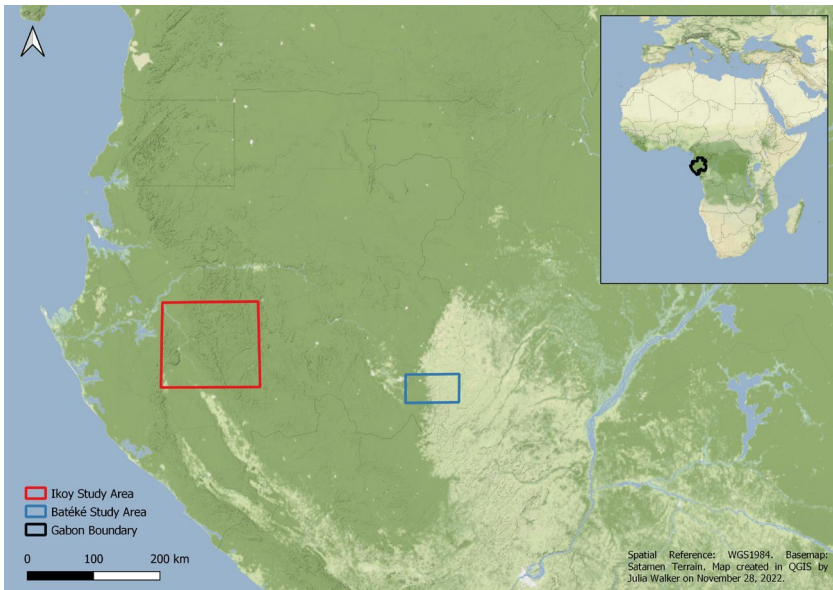 Ikoy Study Area
Batéké Study Area
Gabon Boundary
0 100 200 km
Spatial Reference: WGS1984. Basemap:
Satamen Terrain. Map created in QGIS by
Julia Walker on November 28, 2022.